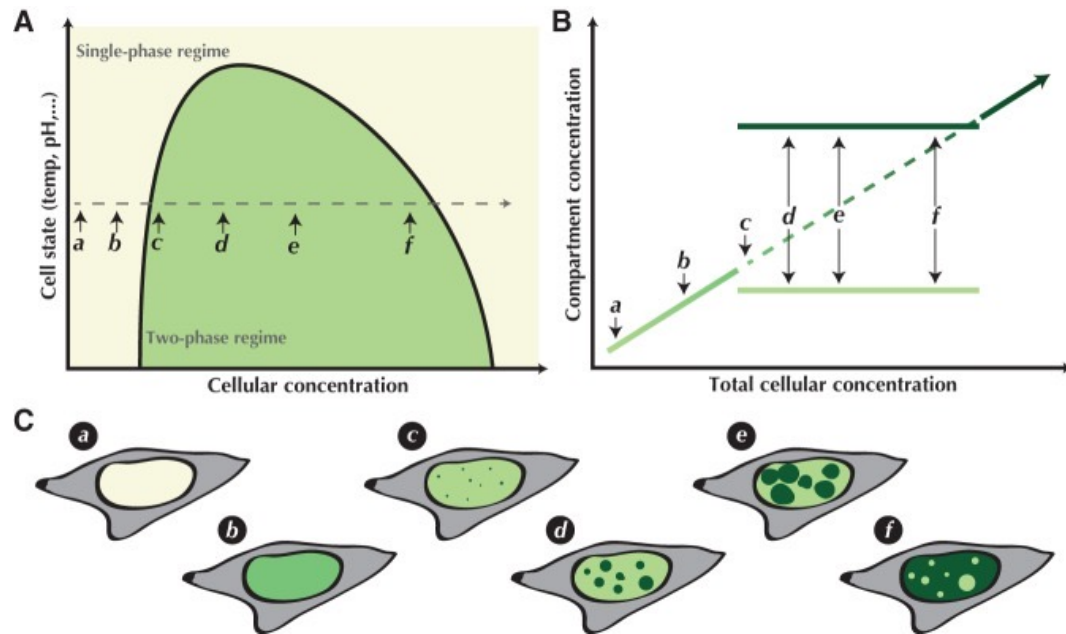 A
Single-phase regime
Cell state (temp, pH,...)
a
b
c
d
e
f
Two-phase regime
Cellular concentration
B
Compartment concentration
a
b
c
d
e
f
Total cellular concentration
C
a
c
e
b
d
f